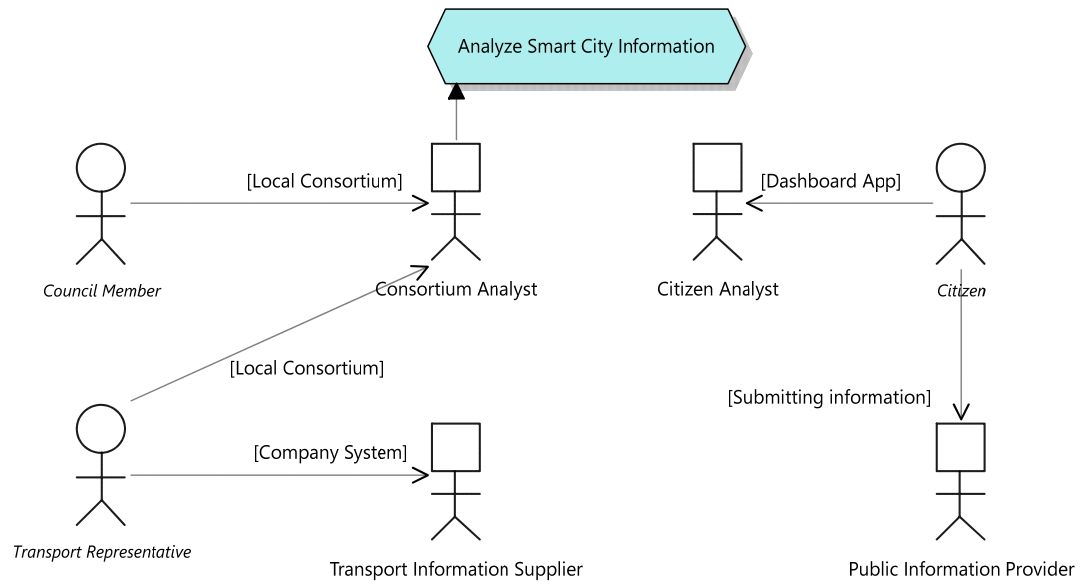 Analyze Smart City Information
[Local Consortium]
[Dashboard App]
Council Member
Consortium Analyst
Citizen Analyst
Citizen
[Local Consortium]
[Submitting information]
[Company System]
Transport Representative
Transport Information Supplier
Public Information Provider